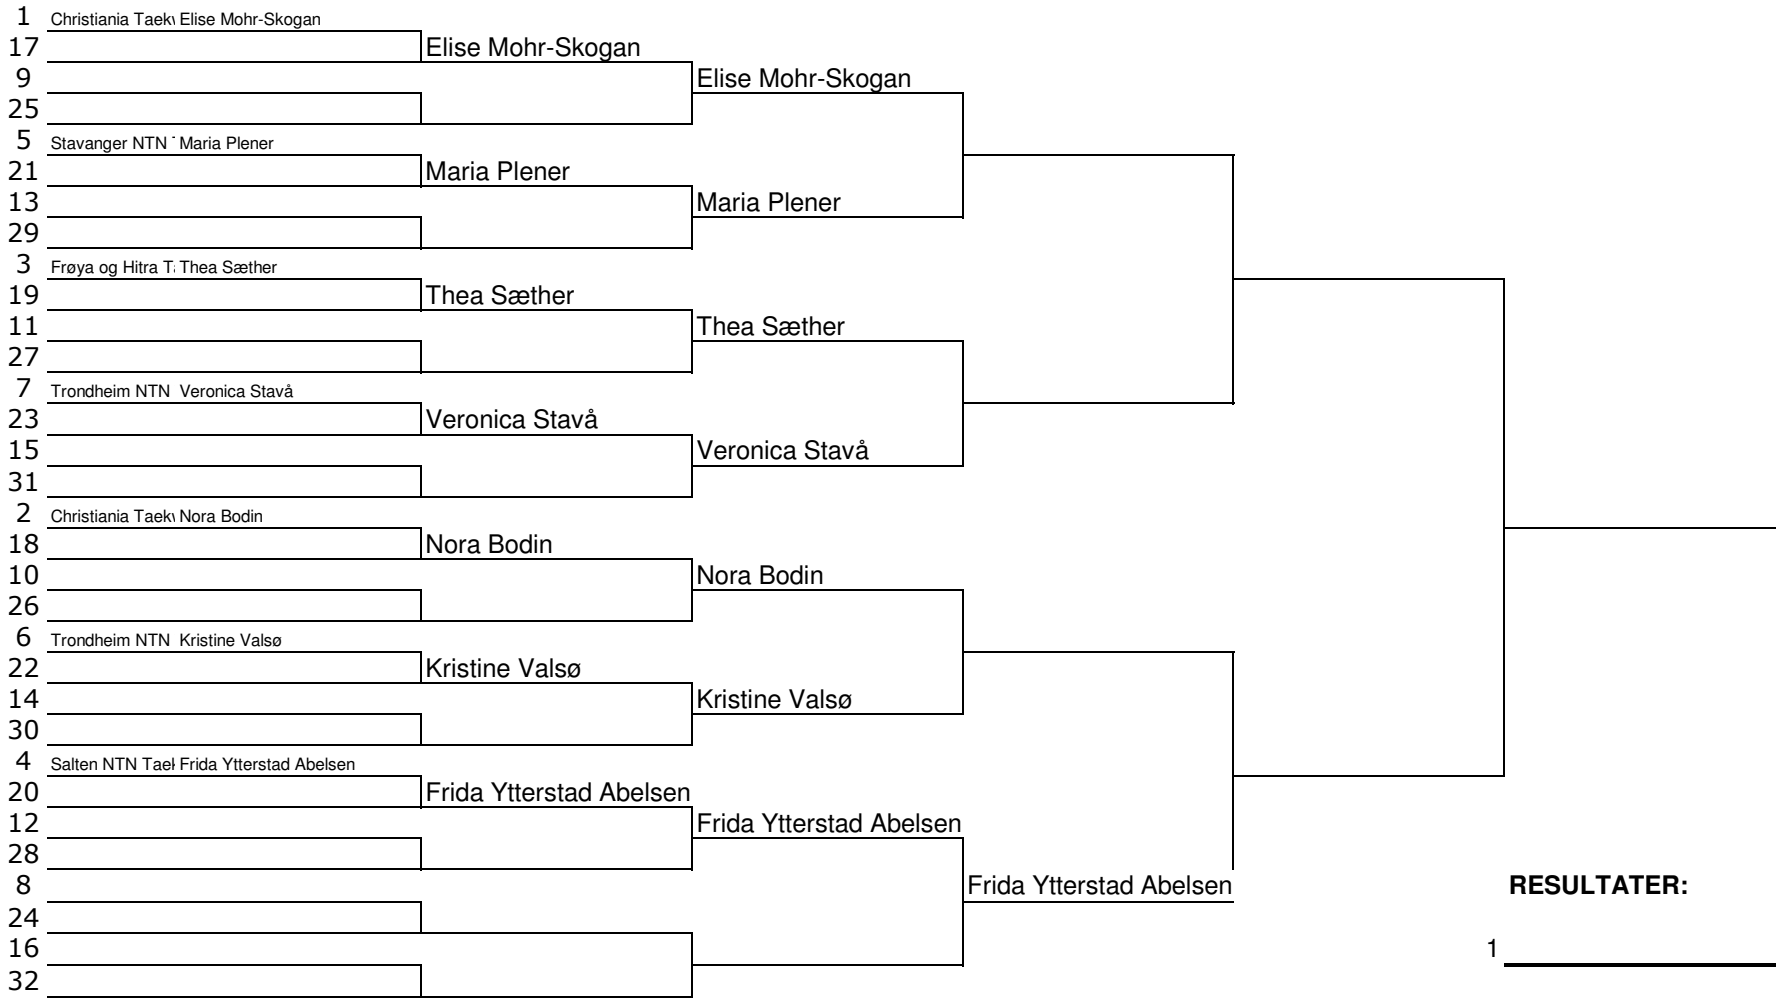 1 Christiania Taekw Elise Mohr-Skogan
17 Elise Mohr-Skogan
9 Elise Mohr-Skogan
25
5 Stavanger NTN T Maria Plener
21 Maria Plener
13 Maria Plener
29
3 Frøya og Hitra Ta Thea Sæther
19 Thea Sæther
11 Thea Sæther
27
7 Trondheim NTN Veronica Stavå
23 Veronica Stavå
15 Veronica Stavå
31
2 Christiania Taekw Nora Bodin
18 Nora Bodin
10 Nora Bodin
26
6 Trondheim NTN Kristine Valsø
22 Kristine Valsø
14 Kristine Valsø
30
4 Salten NTN Taek Frida Ytterstad Abelsen
20 Frida Ytterstad Abelsen
12 Frida Ytterstad Abelsen
28
8 Frida Ytterstad Abelsen RESULTATER:
24
16 1
32